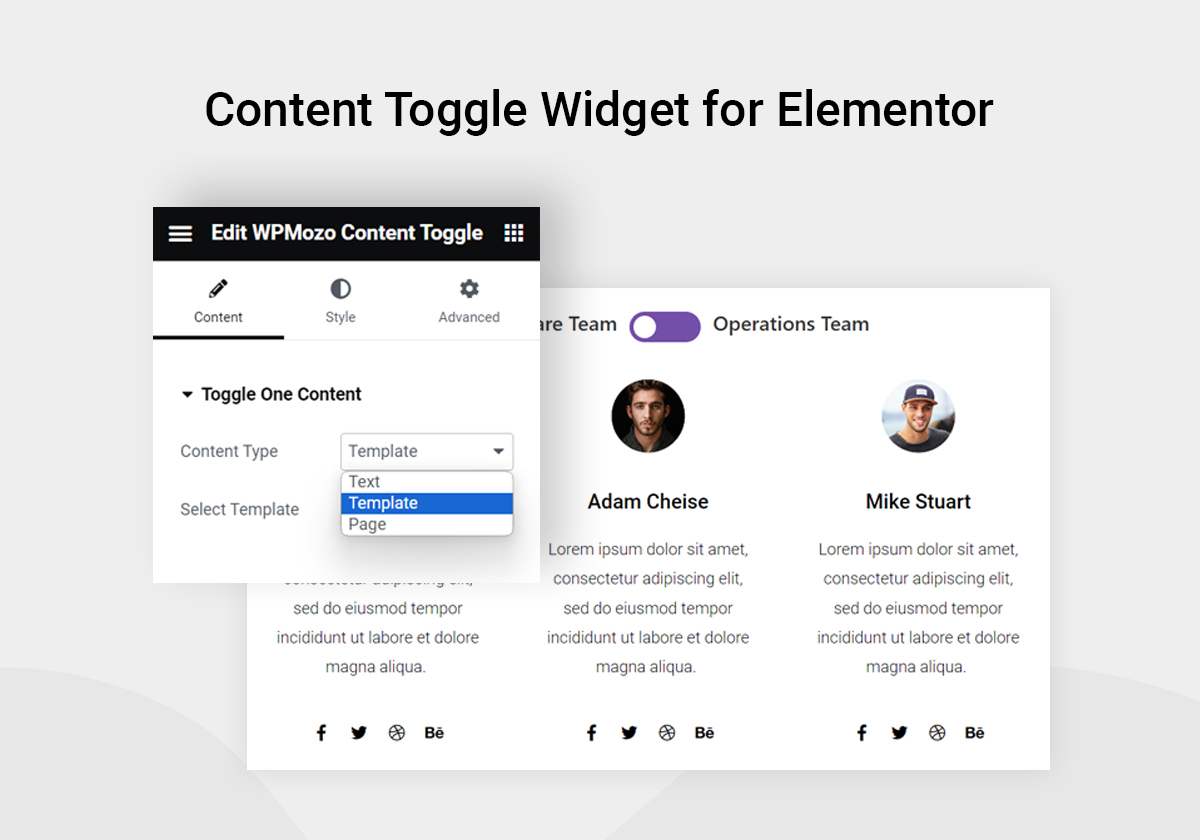 Content Toggle Widget for Elementor
Edit WPMozo Content Toggle
Content
Style
Advanced
Toggle One Content
Content Type
Template
Text
Template
Page
Select Template
Team
Operations Team
Adam Cheise
Lorem ipsum dolor sit amet,
consectetur adipiscing elit,
sed do eiusmod tempor
incididunt ut labore et dolore
magna aliqua.
Mike Stuart
Lorem ipsum dolor sit amet,
consectetur adipiscing elit,
sed do eiusmod tempor
incididunt ut labore et dolore
magna aliqua.
consectetur adipiscing elit,
sed do eiusmod tempor
incididunt ut labore et dolore
magna aliqua.
Bē
Bē
Bē